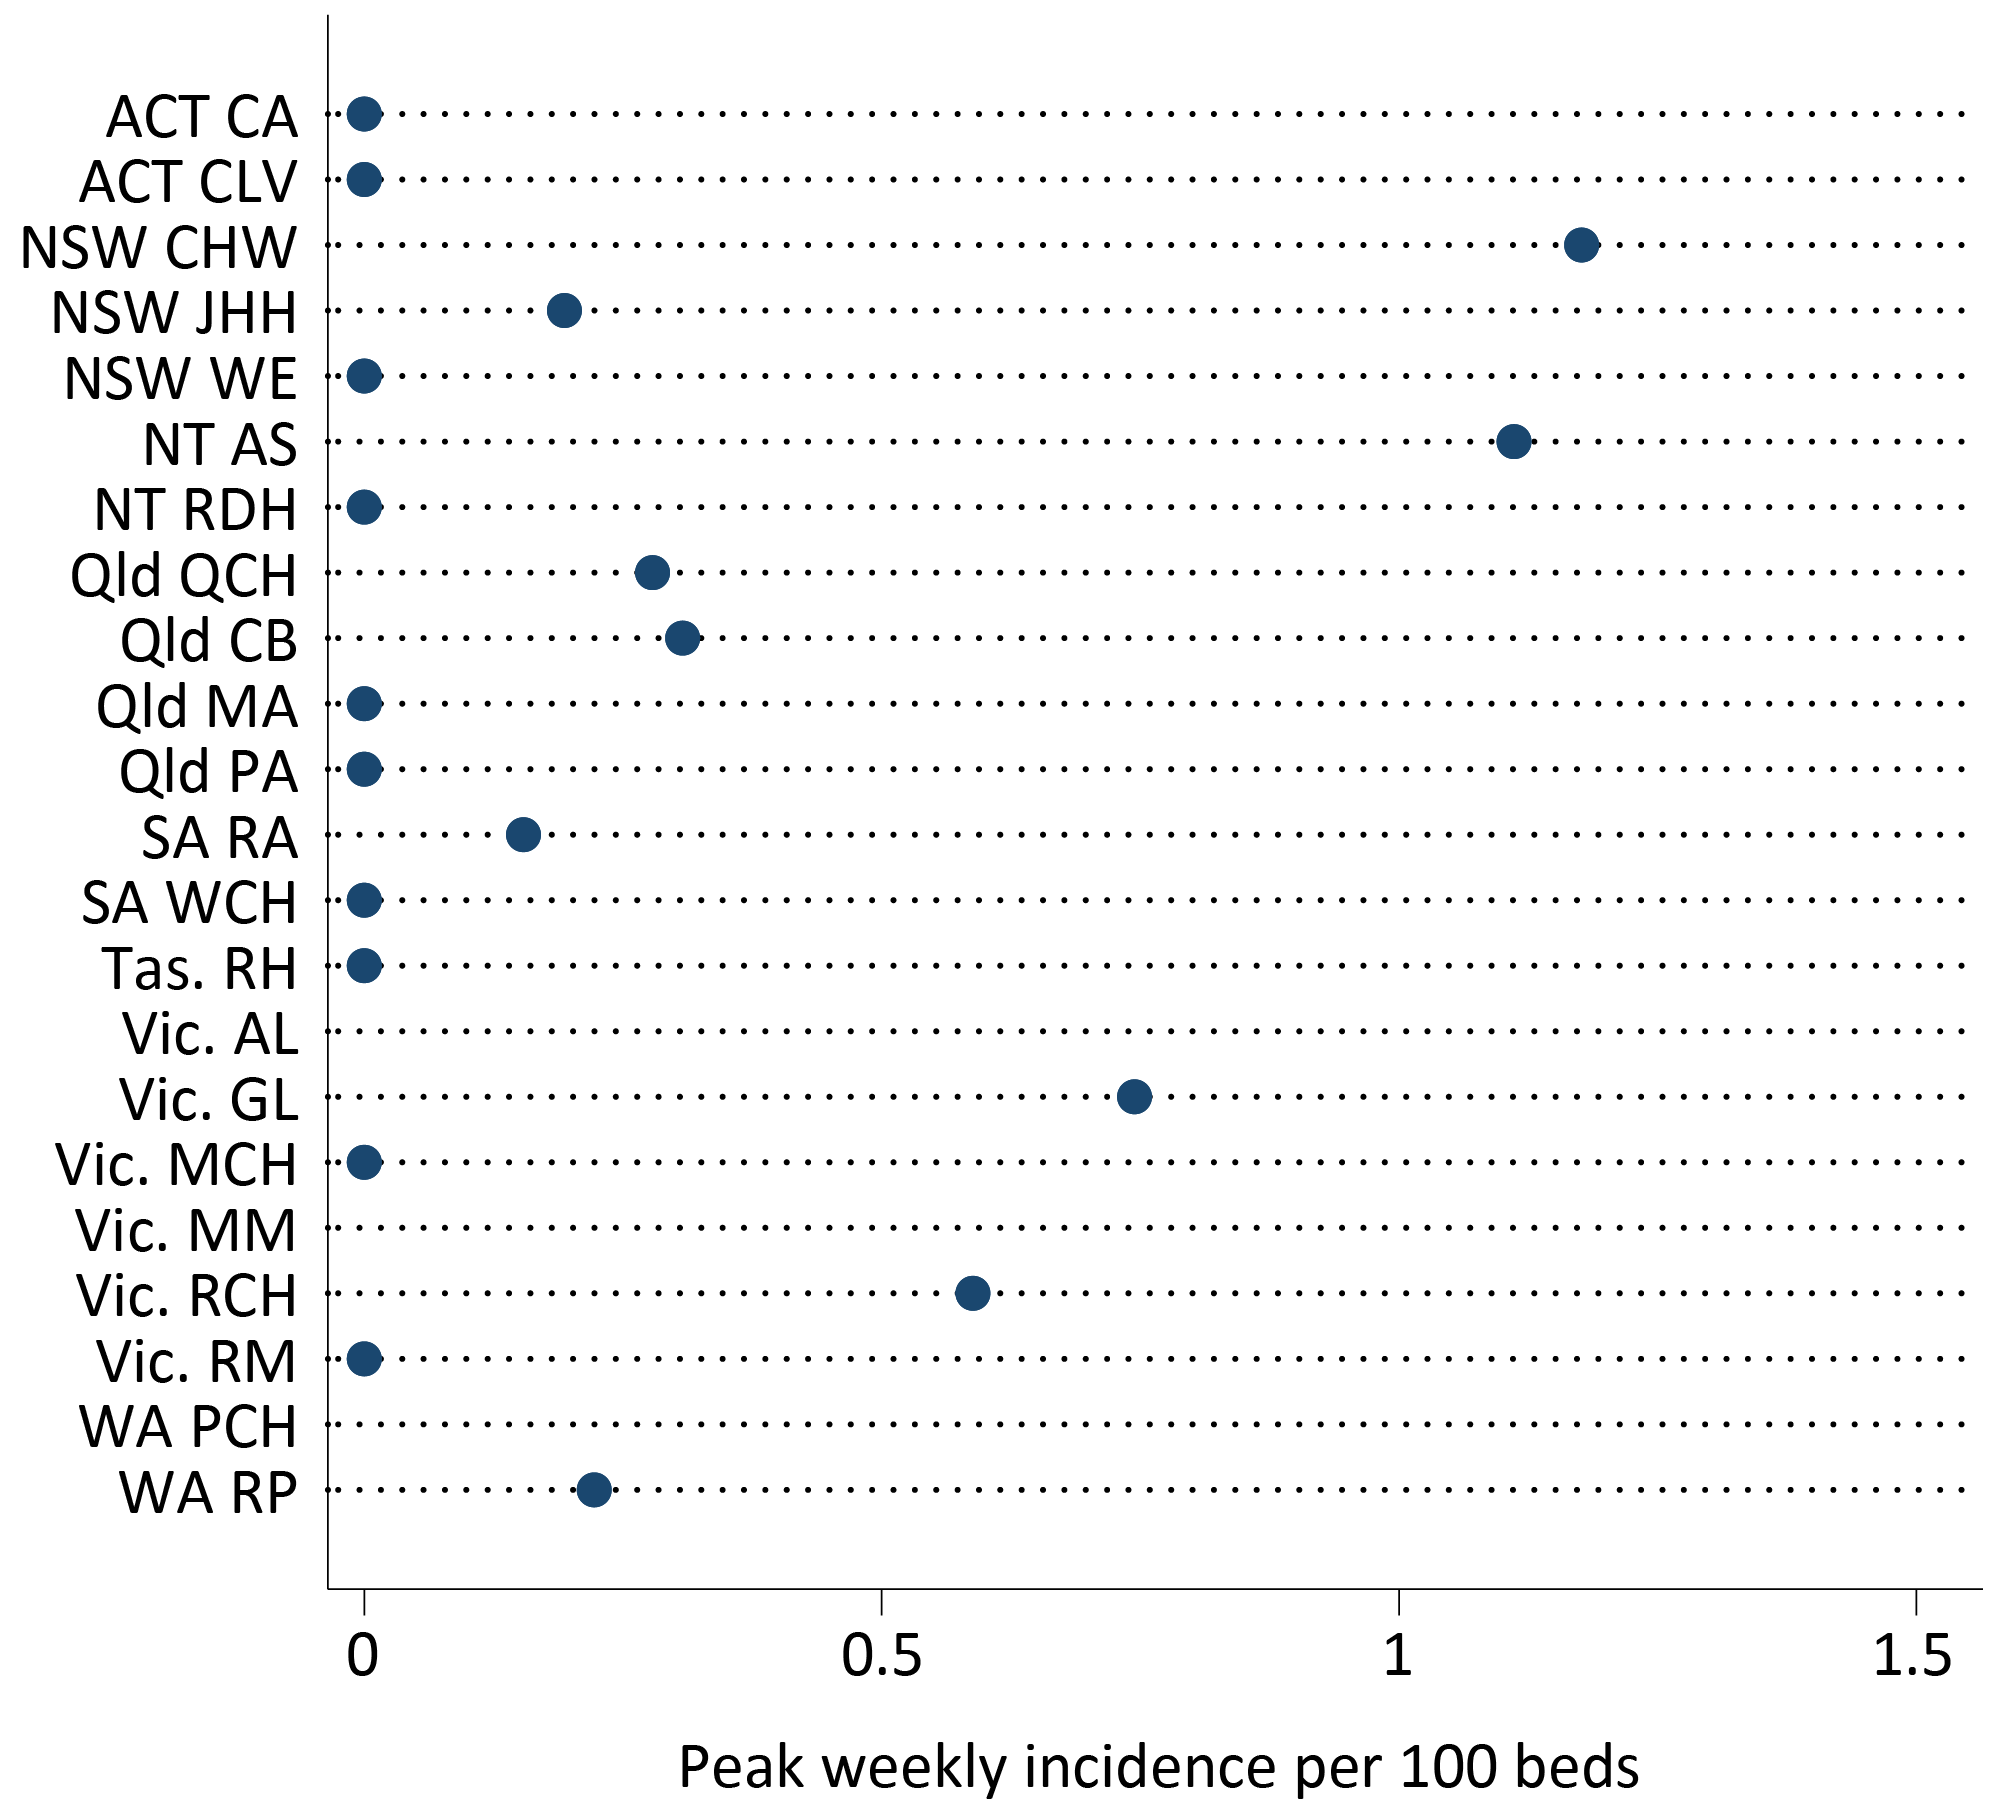 ACT CA
ACT CLV
NSW CHW
NSW JHH
NSW WE
NT AS
NT RDH
Qld QCH
Qld CB
Qld MA
Qld PA
SA RA
SA WCH
Tas. RH
Vic. AL
Vic. GL
Vic. MCH
Vic. MM
Vic. RCH
Vic. RM
WA PCH
WA RP
0 0.5 1 1.5
Peak weekly incidence per 100 beds